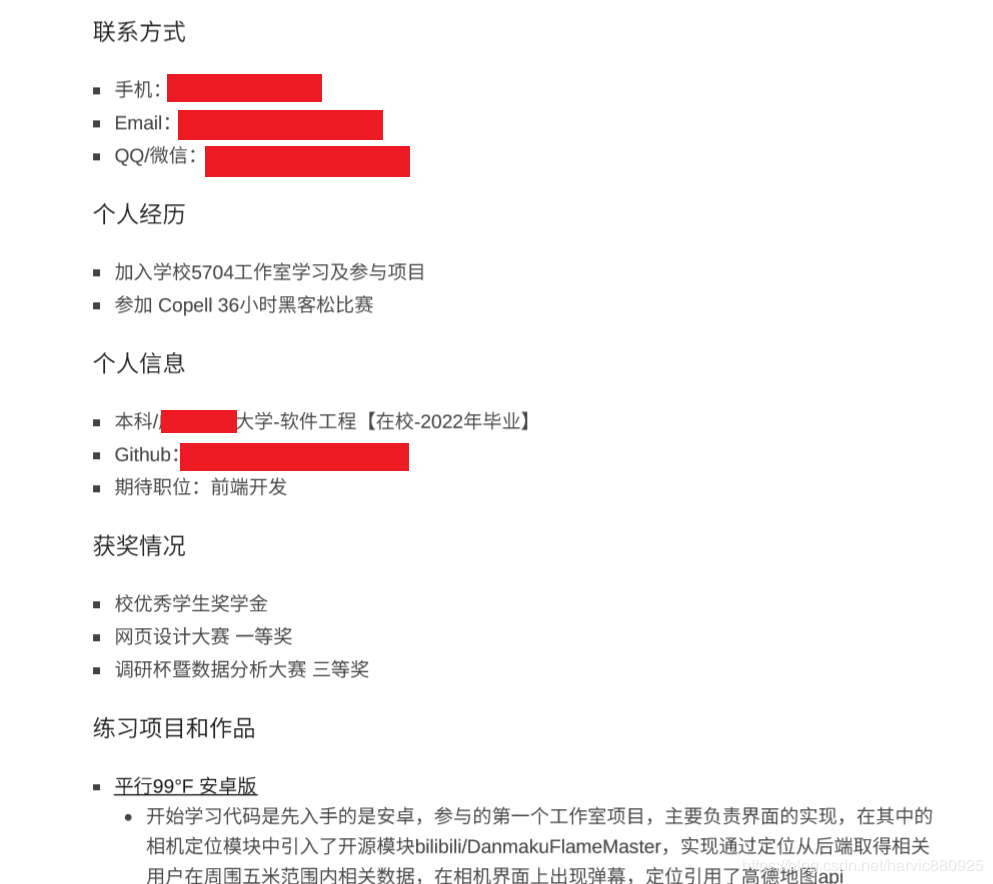 联系方式
手机：
Email：
QQ/微信：
个人经历
加入学校5704工作室学习及参与项目
参加 Copell 36小时黑客松比赛
个人信息
本科/大学-软件工程【在校-2022年毕业】
Github：
期待职位：前端开发
获奖情况
校优秀学生奖学金
网页设计大赛 一等奖
调研杯暨数据分析大赛 三等奖
练习项目和作品
平行99°F 安卓版
开始学习代码是先入手的是安卓，参与的第一个工作室项目，主要负责界面的实现，在其中的
相机定位模块中引入了开源模块bilibili/DanmakuFlameMaster，实现通过定位从后端取得相关
用户在周围五米范围内相关数据，在相机界面上出现弹幕，定位引用了高德地图api
https://blog.csdn.net/harvic880925